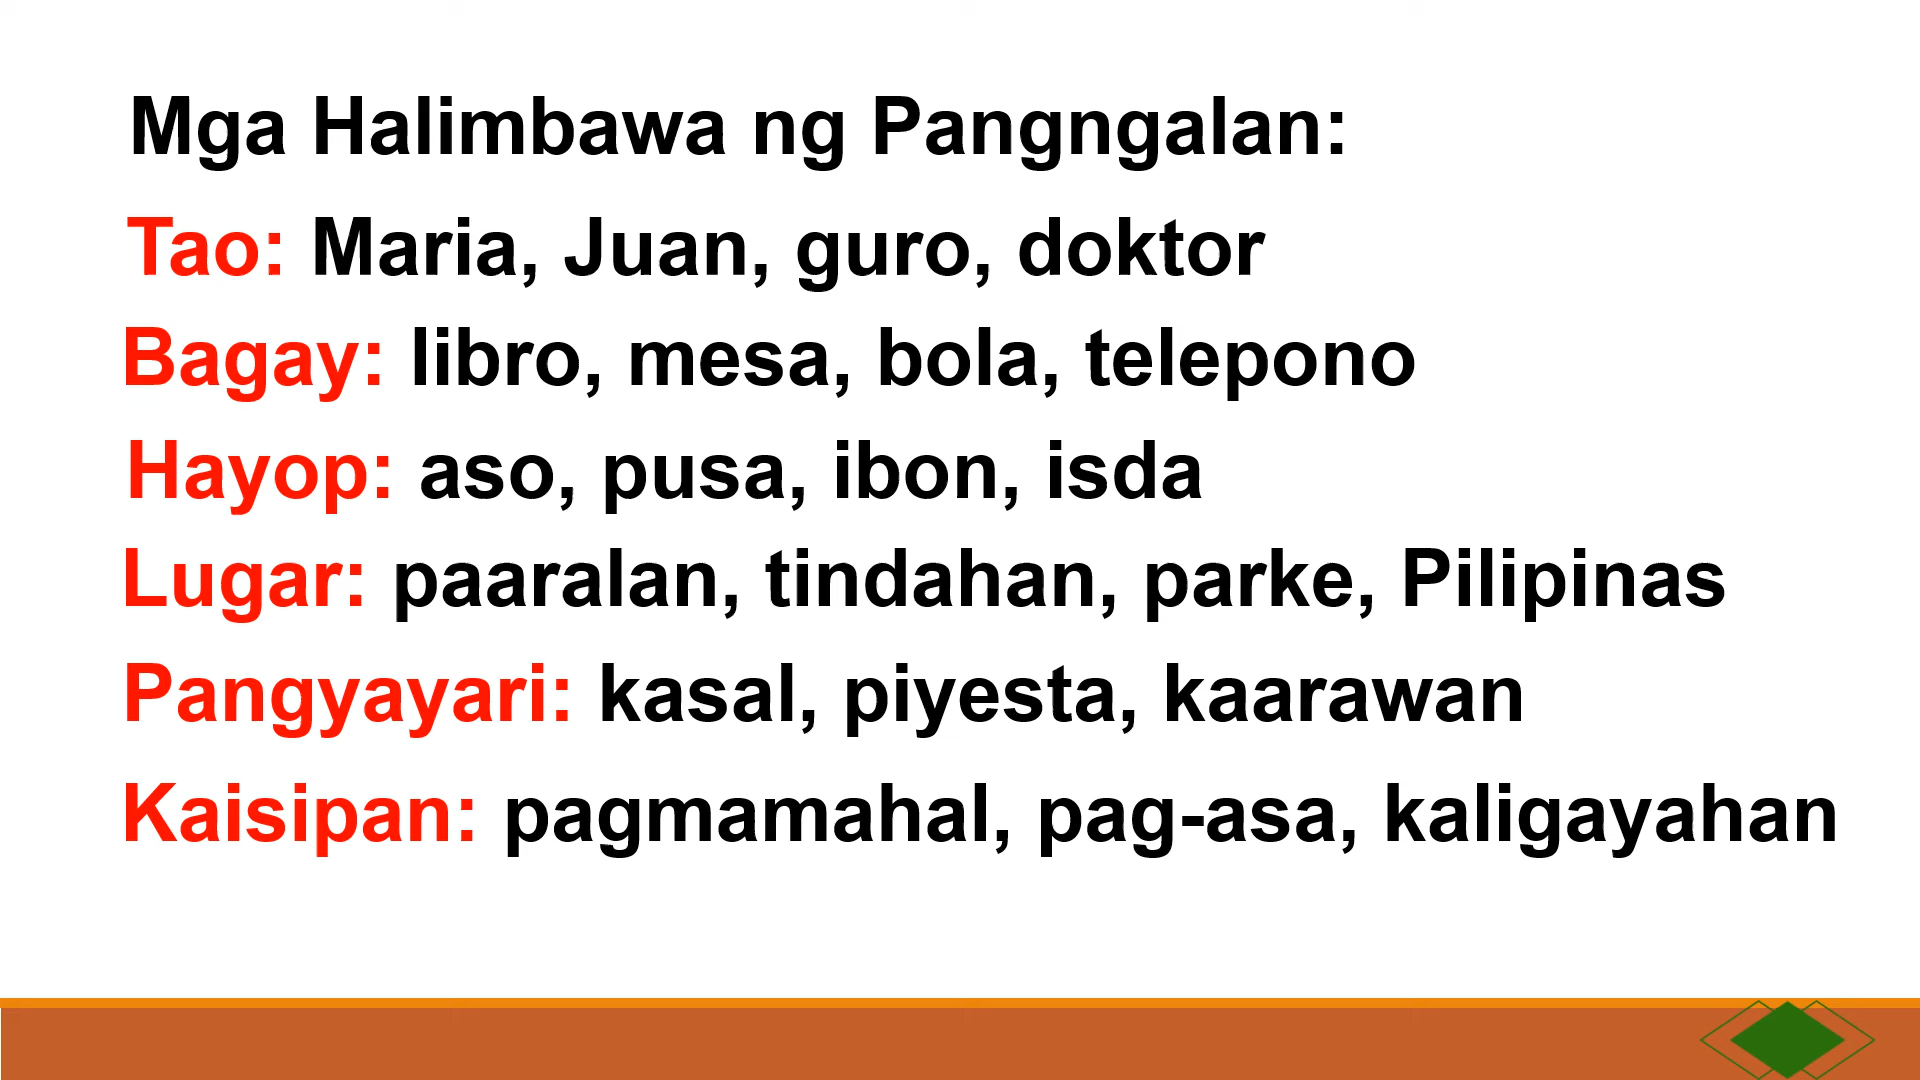 Mga Halimbawa ng Pangngalan:
Tao: Maria, Juan, guro, doktor
Bagay: libro, mesa, bola, telepono
Hayop: aso, pusa, ibon, isda
Lugar: paaralan, tindahan, parke, Pilipinas
Pangyayari: kasal, piyesta, kaarawan
Kaisipan: pagmamahal, pag-asa, kaligayahan